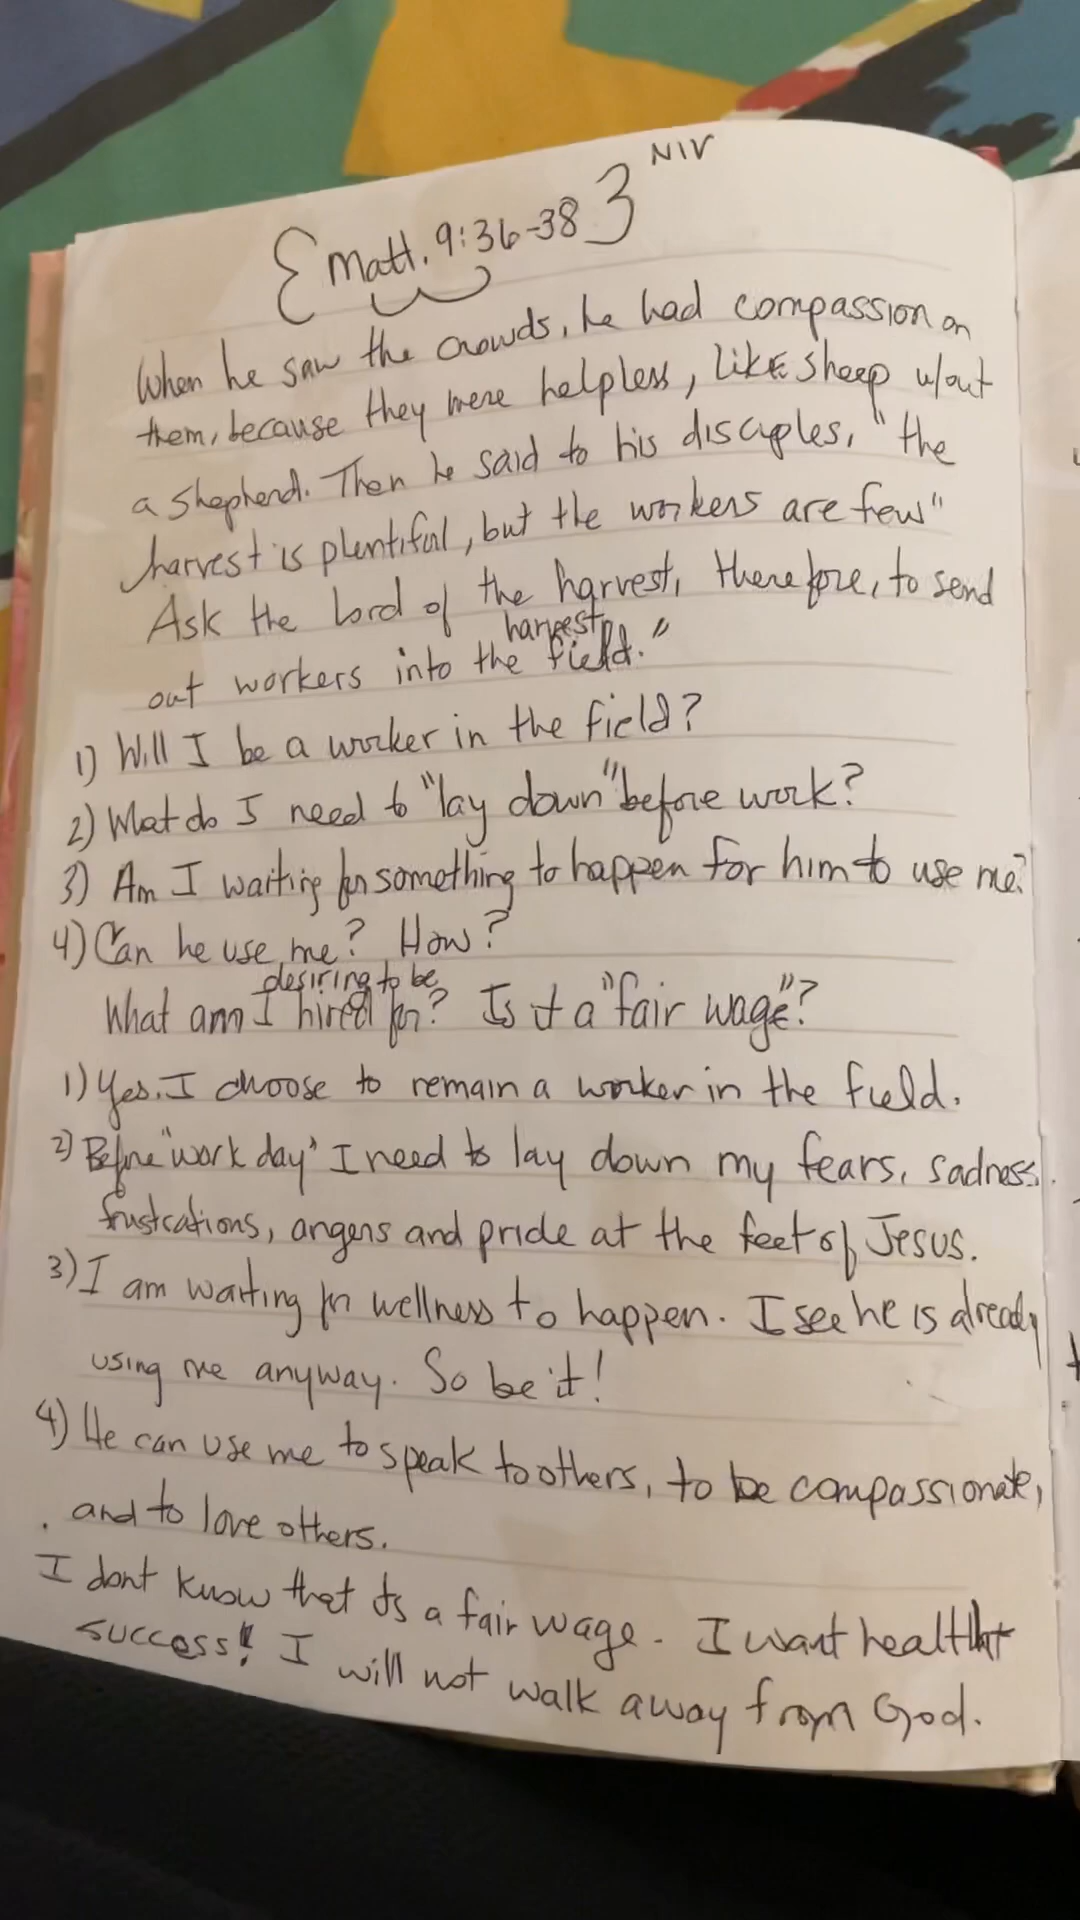 {Matt. 9:36-38} NIV
When he saw the crowds, he had compassion on
them, because they were helpless, like sheep w/out
a shepherd. Then he said to his disciples, "the
harvest is plentiful, but the workers are few"
Ask the Lord of the harvest, therefore, to send
harvest
out workers into the field."
1) Will I be a worker in the field?
2) What do I need to "lay down" before work?
3) Am I waiting for something to happen for him to use me?
4) Can he use me? How?
desiring to be
What am I hired for? Is it a "fair wage"?
1) Yes. I choose to remain a worker in the field.
2) Before "work day" I need to lay down my fears, sadness,
frustrations, angers and pride at the feet of Jesus.
3) I am waiting for wellness to happen. I see he is already
using me anyway. So be it!
4) He can use me to speak to others, to be compassionate,
and to love others.
I dont know that its a fair wage. I want health +
success! I will not walk away from God.